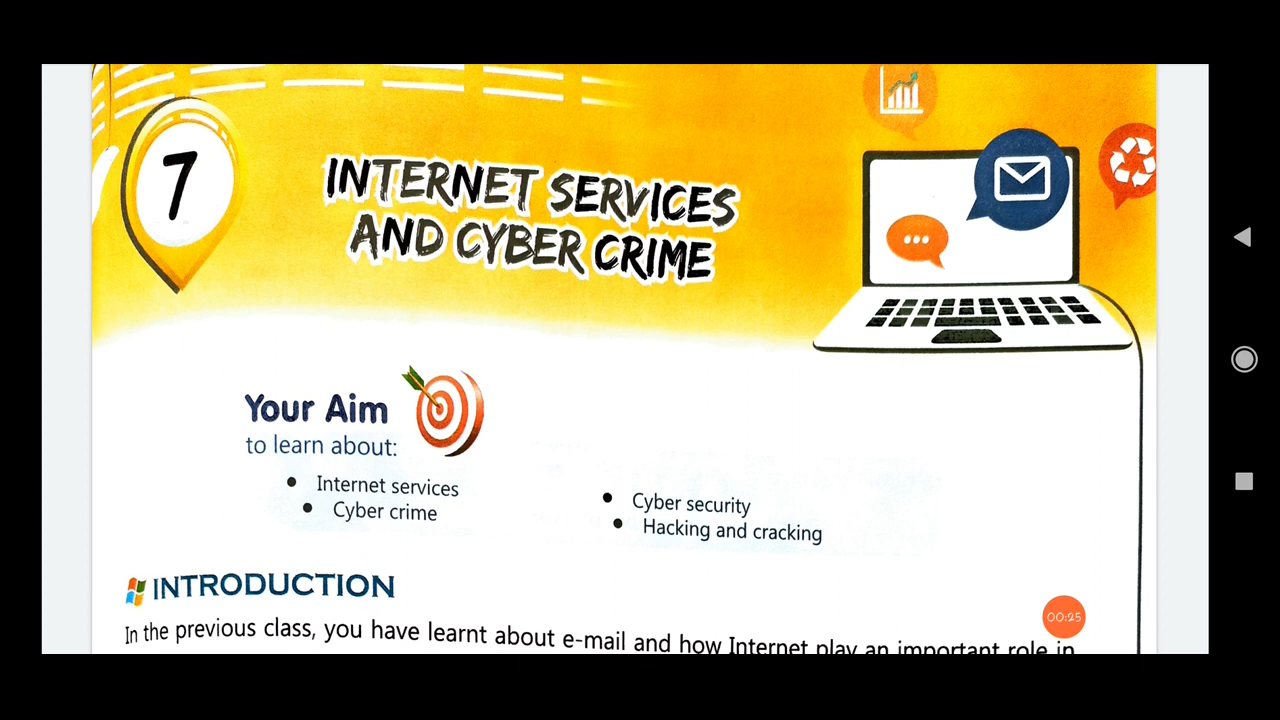 7
INTERNET SERVICES
AND CYBER CRIME
Your Aim
to learn about:
• Internet services
• Cyber crime
• Cyber security
• Hacking and cracking
INTRODUCTION
In the previous class, you have learnt about e-mail and how Internet play an important role in
00:25